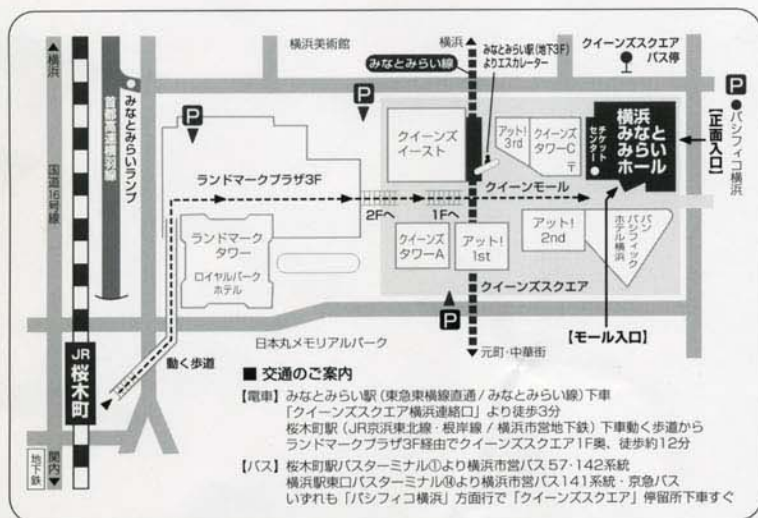 ▲横浜
国道16号線
関内▼
地下鉄
JR桜木町
首都高速横羽線
みなとみらいランプ
横浜美術館
横浜
みなとみらい線
みなとみらい駅(地下3F)
よりエスカレーター
クイーンズスクエア
バス停
P
P
P
P
パシフィコ横浜
【正面入口】
横浜
みなと
みらい
ホール
チケット
センター
クイーンズ
イースト
アット!
3rd
クイーンズ
タワーC
〒
ランドマークプラザ3F
2Fへ
1Fへ
クイーンモール
ランドマーク
タワー
ロイヤルパーク
ホテル
クイーンズ
タワーA
アット!
1st
アット!
2nd
パン
パシフィック
ホテル横浜
クイーンズスクエア
【モール入口】
日本丸メモリアルパーク
元町・中華街
動く歩道
■ 交通のご案内
【電車】みなとみらい駅(東急東横線直通/みなとみらい線)下車
「クイーンズスクエア横浜連絡口」より徒歩3分
桜木町駅(JR京浜東北線・根岸線/横浜市営地下鉄)下車動く歩道から
ランドマークプラザ3F経由でクイーンズスクエア1F奥、徒歩約12分
【バス】桜木町駅バスターミナル①より横浜市営バス57・142系統
横浜駅東口バスターミナル⑭より横浜市営バス141系統・京急バス
いずれも「パシフィコ横浜」方面行で「クイーンズスクエア」停留所下車すぐ